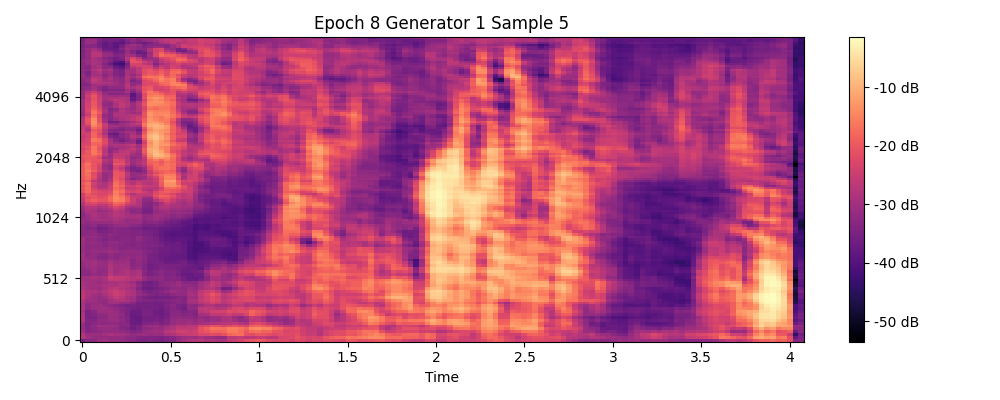 Epoch 8 Generator 1 Sample 5
Hz
4096
2048
1024
512
0
0 0.5 1 1.5 2 2.5 3 3.5 4
Time
-10 dB
-20 dB
-30 dB
-40 dB
-50 dB